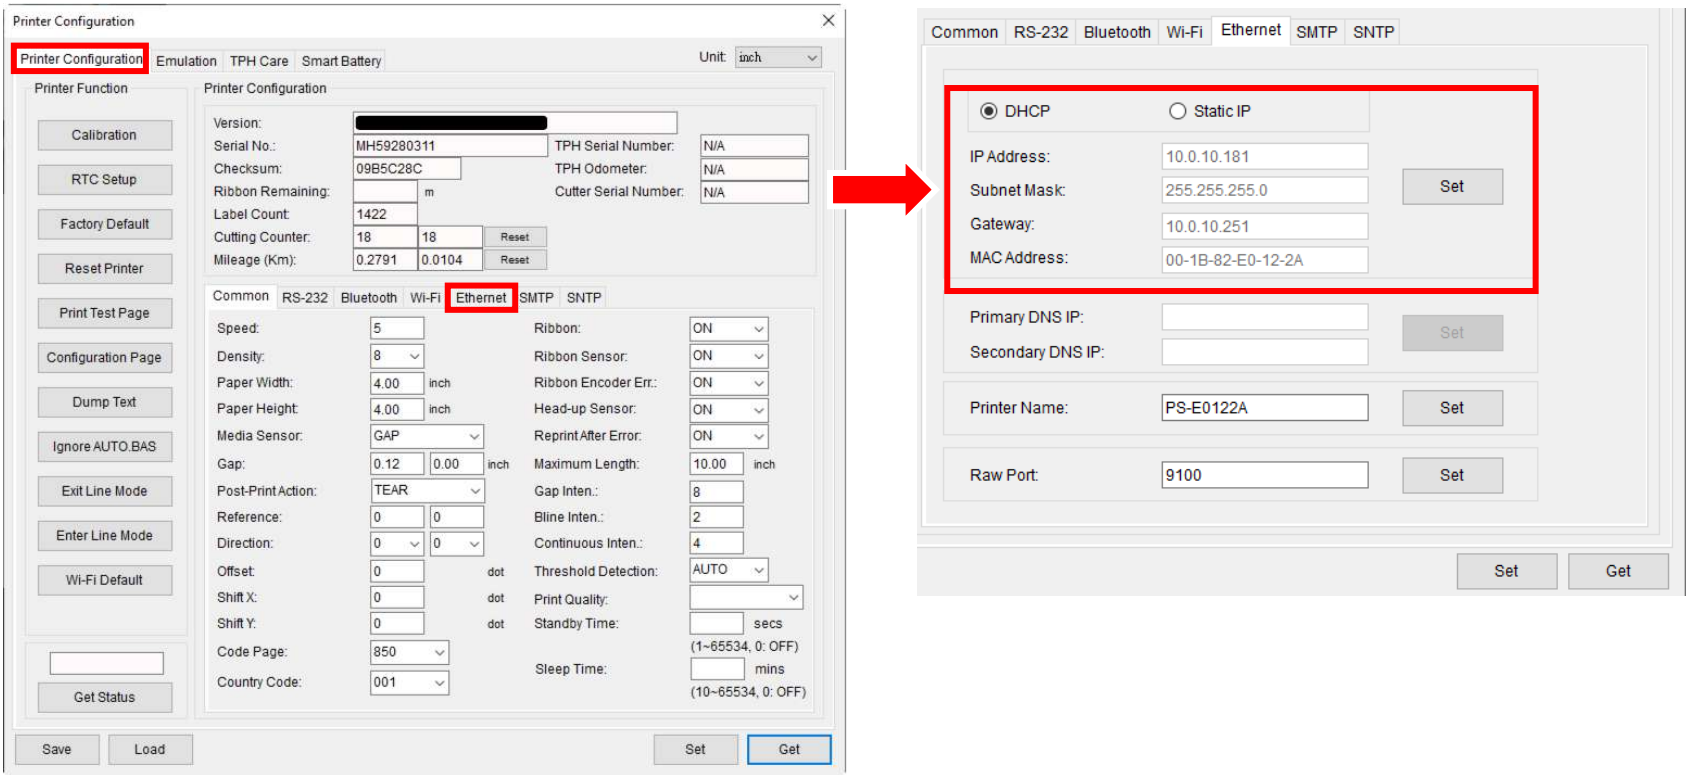 Printer Configuration
Printer Configuration Emulation TPH Care Smart Battery Unit: inch
Printer Function
Calibration
RTC Setup
Factory Default
Reset Printer
Print Test Page
Configuration Page
Dump Text
Ignore AUTO.BAS
Exit Line Mode
Enter Line Mode
Wi-Fi Default
Get Status
Printer Configuration
Version:
Serial No.: MH59280311 TPH Serial Number: N/A
Checksum: 09B5C28C TPH Odometer: N/A
Ribbon Remaining: m Cutter Serial Number: N/A
Label Count: 1422
Cutting Counter: 18 18 Reset
Mileage (Km): 0.2791 0.0104 Reset
Common RS-232 Bluetooth Wi-Fi Ethernet SMTP SNTP
Speed: 5 Ribbon: ON
Density: 8 Ribbon Sensor: ON
Paper Width: 4.00 inch Ribbon Encoder Err.: ON
Paper Height: 4.00 inch Head-up Sensor: ON
Media Sensor: GAP Reprint After Error: ON
Gap: 0.12 0.00 inch Maximum Length: 10.00 inch
Post-Print Action: TEAR Gap Inten.: 8
Reference: 0 0 Bline Inten.: 2
Direction: 0 0 Continuous Inten.: 4
Offset: 0 dot Threshold Detection: AUTO
Shift X: 0 dot Print Quality:
Shift Y: 0 dot Standby Time: secs
(1~65534, 0: OFF)
Code Page: 850
Sleep Time: mins
Country Code: 001
(10~65534, 0: OFF)
Save Load Set Get
Common RS-232 Bluetooth Wi-Fi Ethernet SMTP SNTP
DHCP Static IP
IP Address: 10.0.10.181
Subnet Mask: 255.255.255.0 Set
Gateway: 10.0.10.251
MAC Address: 00-1B-82-E0-12-2A
Primary DNS IP:
Set
Secondary DNS IP:
Printer Name: PS-E0122A Set
Raw Port: 9100 Set
Set Get